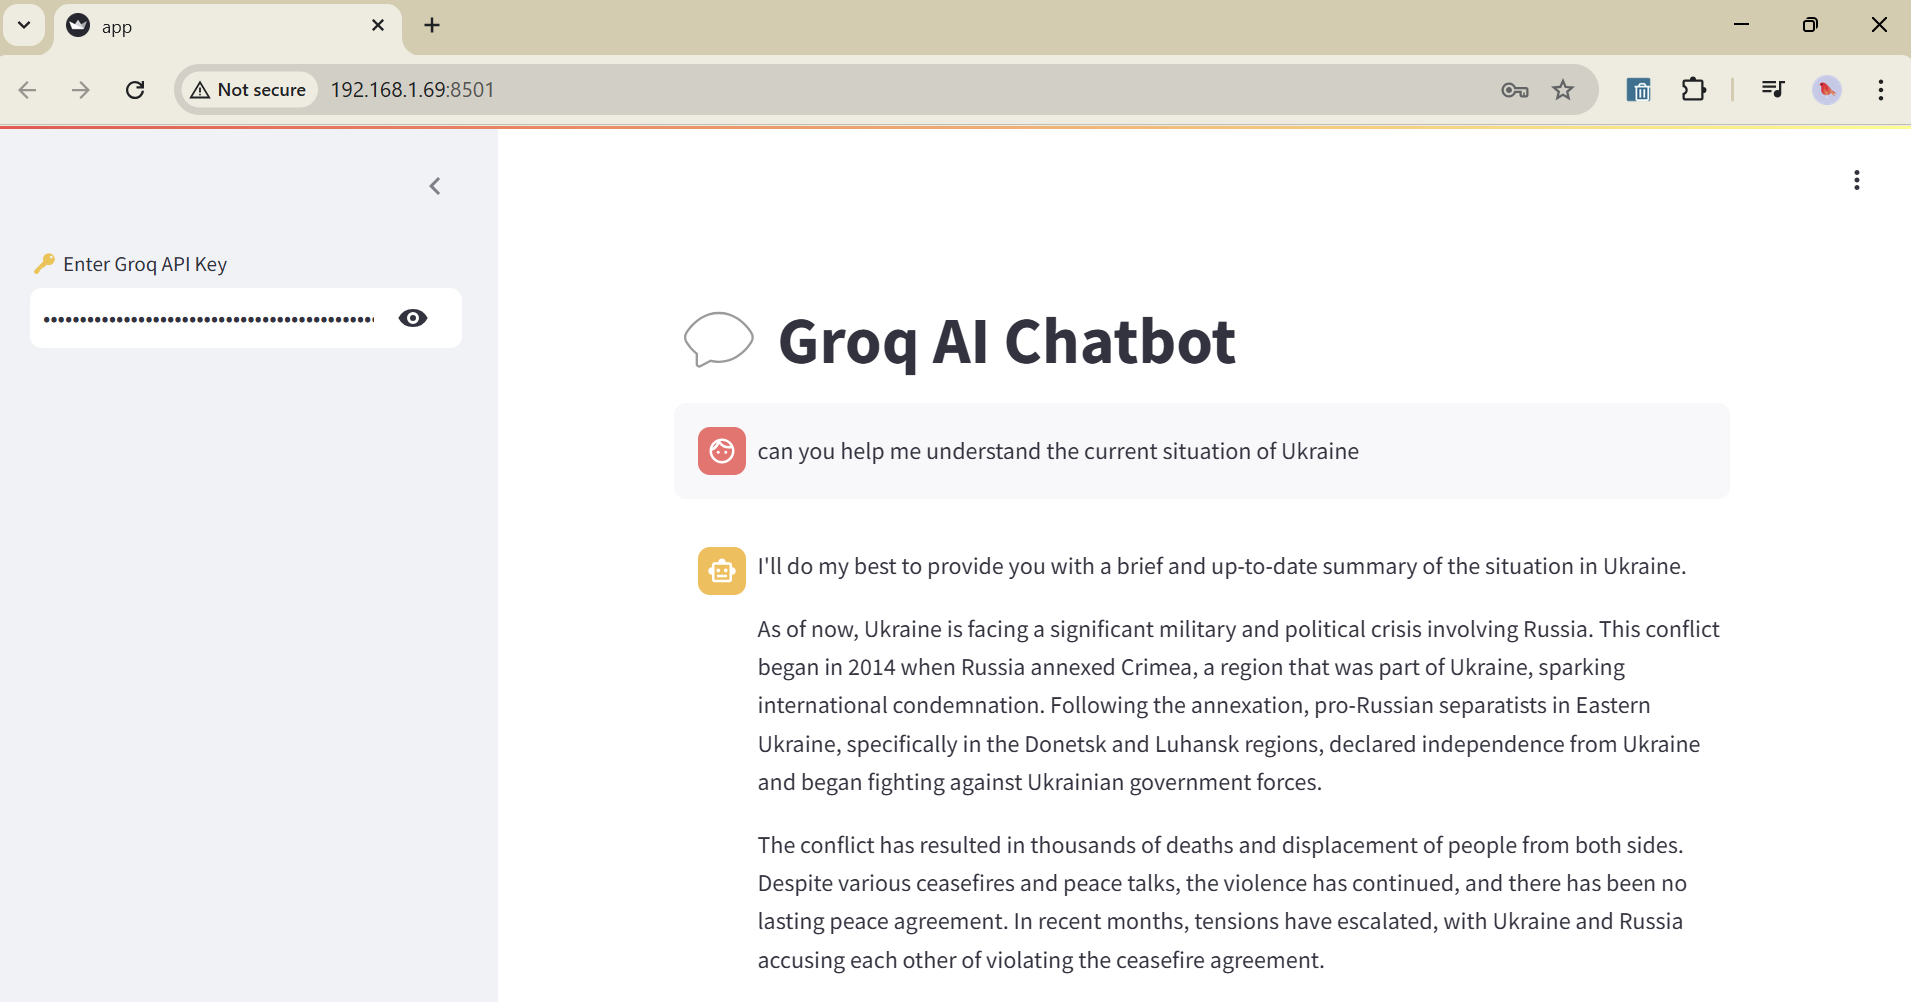 app
Not secure
192.168.1.69:8501
Enter Groq API Key
••••••••••••••••••••••••••••••••••••••••••••••
Groq AI Chatbot
can you help me understand the current situation of Ukraine
I'll do my best to provide you with a brief and up-to-date summary of the situation in Ukraine.
As of now, Ukraine is facing a significant military and political crisis involving Russia. This conflict
began in 2014 when Russia annexed Crimea, a region that was part of Ukraine, sparking
international condemnation. Following the annexation, pro-Russian separatists in Eastern
Ukraine, specifically in the Donetsk and Luhansk regions, declared independence from Ukraine
and began fighting against Ukrainian government forces.
The conflict has resulted in thousands of deaths and displacement of people from both sides.
Despite various ceasefires and peace talks, the violence has continued, and there has been no
lasting peace agreement. In recent months, tensions have escalated, with Ukraine and Russia
accusing each other of violating the ceasefire agreement.